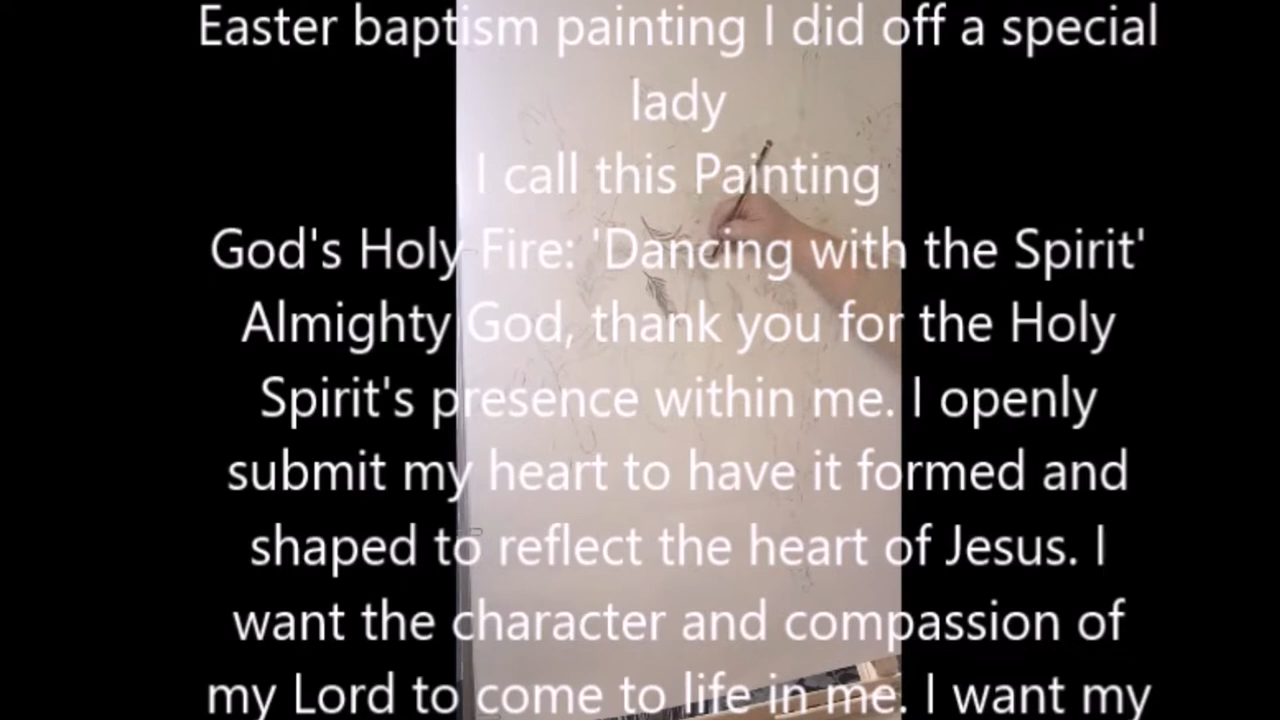 Easter baptism painting I did off a special
lady
I call this Painting
God's Holy Fire: 'Dancing with the Spirit'
Almighty God, thank you for the Holy
Spirit's presence within me. I openly
submit my heart to have it formed and
shaped to reflect the heart of Jesus. I
want the character and compassion of
my Lord to come to life in me. I want my